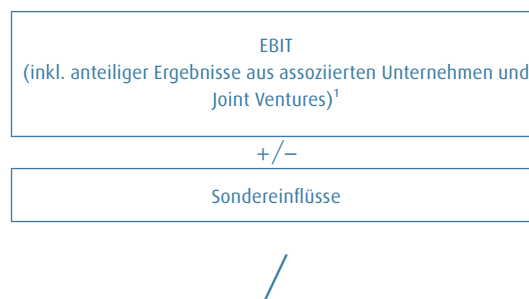 EBIT
(inkl. anteiliger Ergebnisse aus assoziierten Unternehmen und
Joint Ventures)¹
+/−
Sondereinflüsse
/